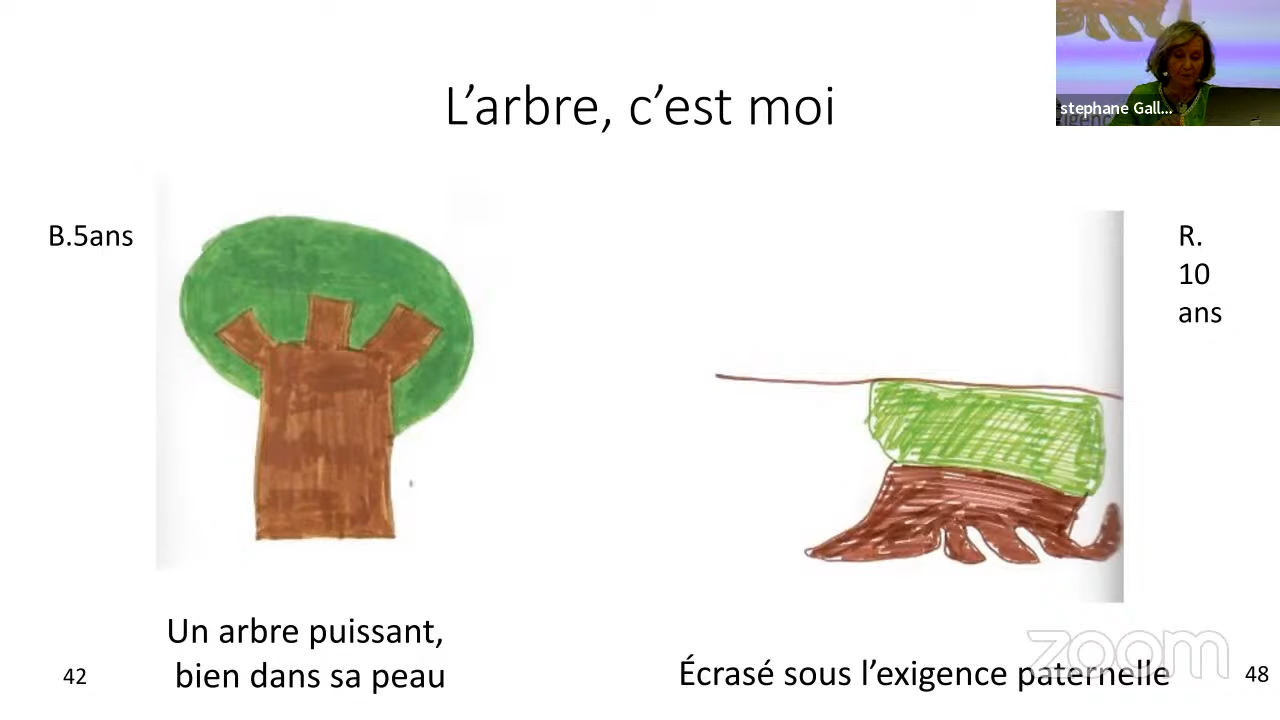 L’arbre, c’est moi
stephane Gall...
B.5ans
R.
10
ans
Un arbre puissant,
bien dans sa peau
Écrasé sous l’exigence paternelle
42
48
zoom